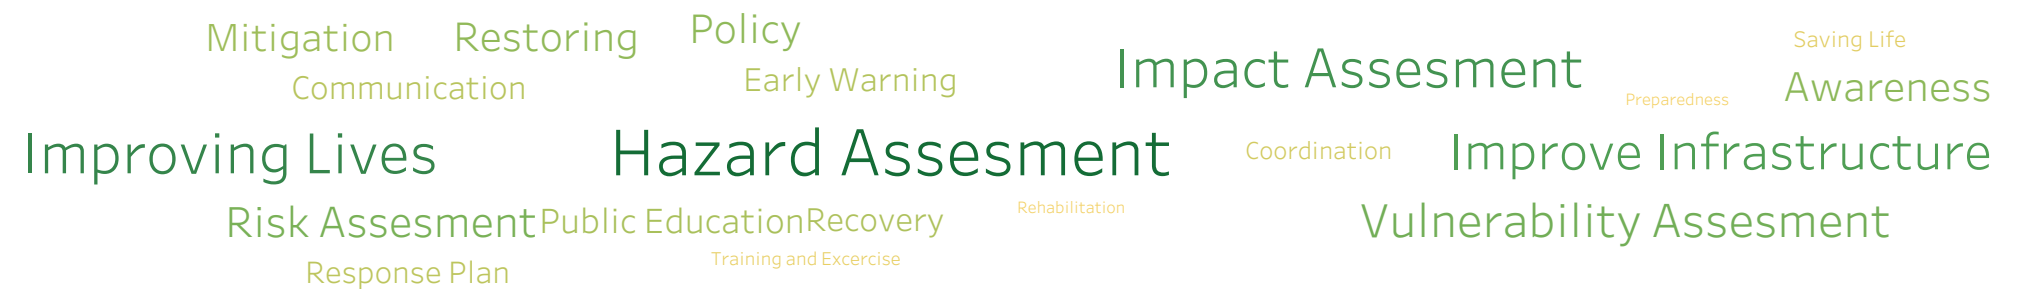 Mitigation
Restoring
Policy
Communication
Early Warning
Impact Assesment
Saving Life
Preparedness
Awareness
Improving Lives
Hazard Assesment
Coordination
Improve Infrastructure
Risk Assesment
Public Education
Recovery
Rehabilitation
Vulnerability Assesment
Response Plan
Training and Excercise